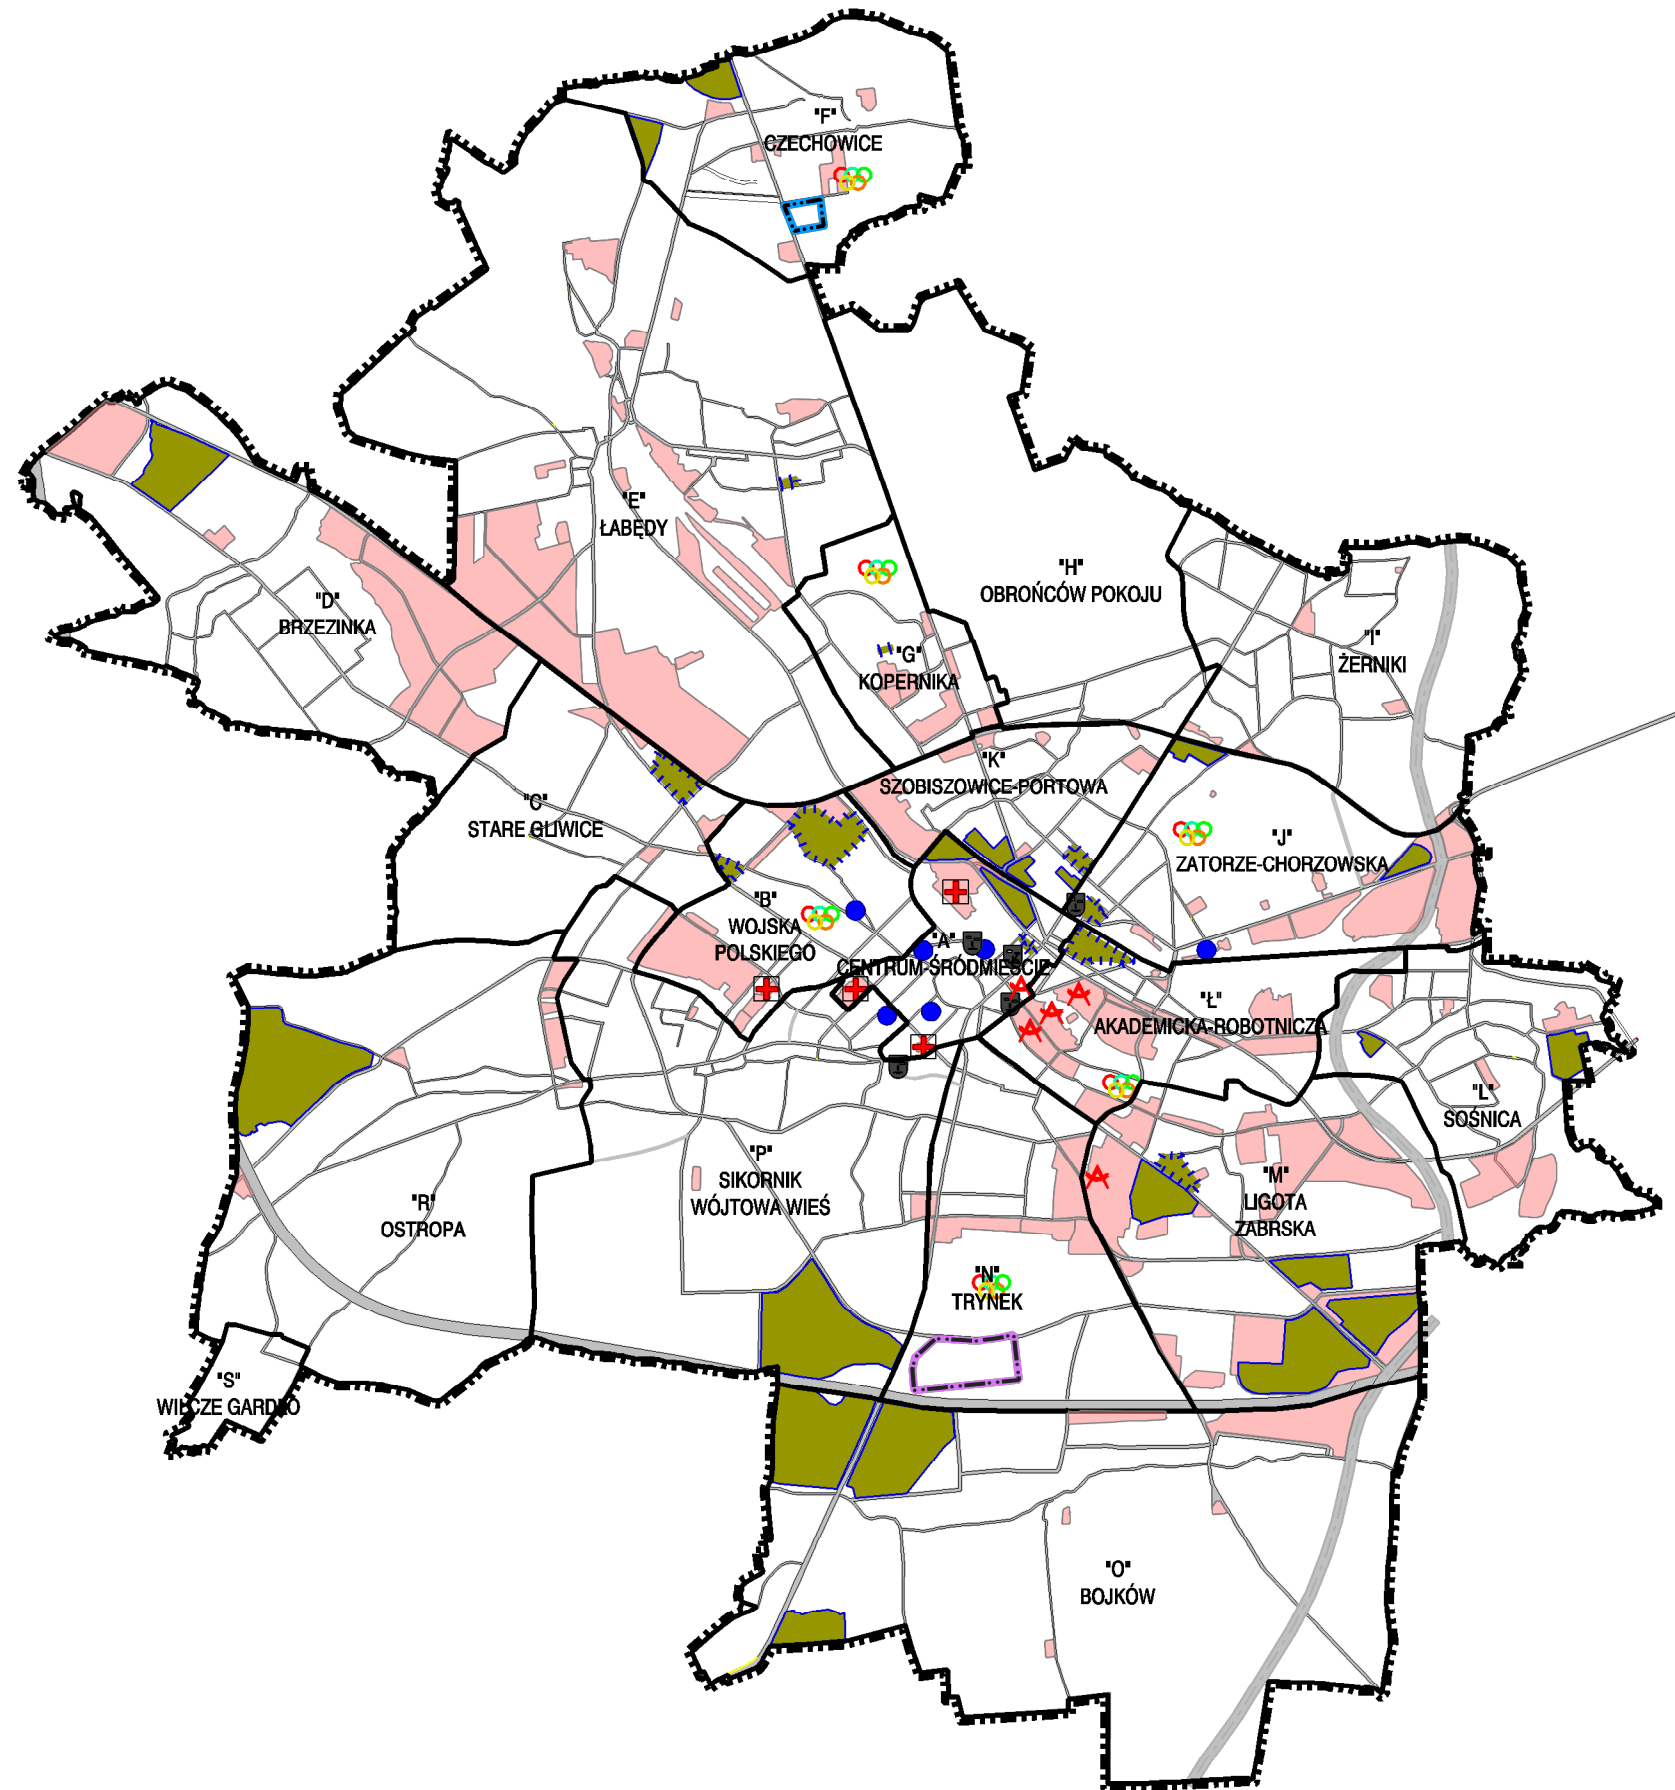 "F"
CZECHOWICE
"E"
ŁABĘDY
"H"
OBROŃCÓW POKOJU
"D"
BRZEZINKA
"I"
ŻERNIKI
"G"
KOPERNIKA
"K"
SZOBISZOWICE-PORTOWA
"C"
STARE GLIWICE
"J"
ZATORZE-CHORZOWSKA
"B"
WOJSKA
POLSKIEGO
"A"
CENTRUM-ŚRÓDMIEŚCIE
"Ł"
AKADEMICKA-ROBOTNICZA
"L"
SOŚNICA
"P"
SIKORNIK
WÓJTOWA WIEŚ
"M"
LIGOTA
ZABRSKA
"R"
OSTROPA
"N"
TRYNEK
"S"
WILCZE GARDŁO
"O"
BOJKÓW